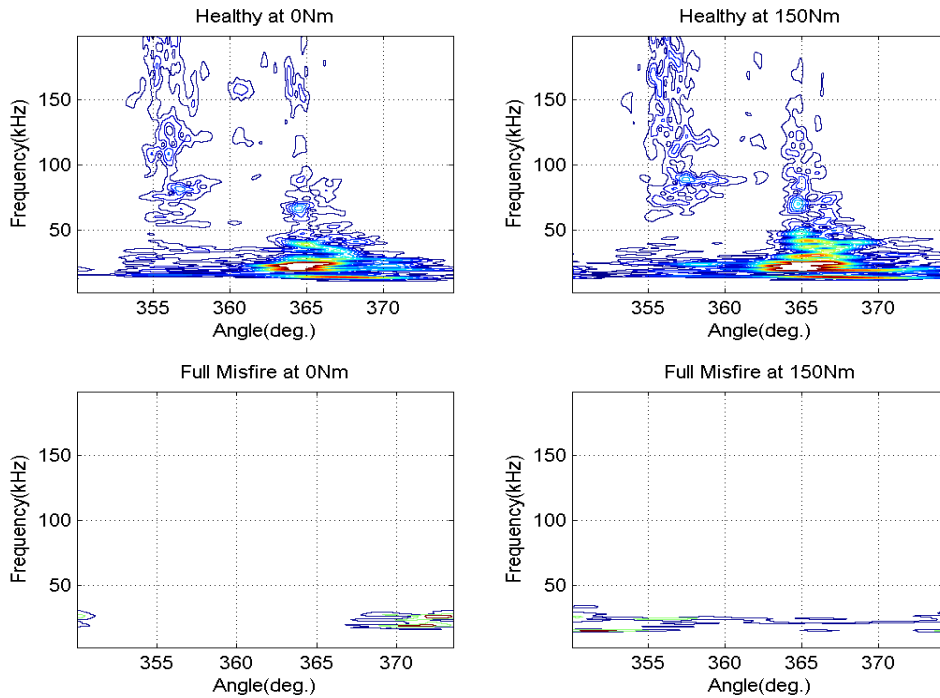 Healthy at 0Nm
Frequency(kHz)
150
100
50
355
360
365
370
Angle(deg.)
Healthy at 150Nm
Frequency(kHz)
150
100
50
355
360
365
370
Angle(deg.)
Full Misfire at 0Nm
Frequency(kHz)
150
100
50
355
360
365
370
Angle(deg.)
Full Misfire at 150Nm
Frequency(kHz)
150
100
50
355
360
365
370
Angle(deg.)